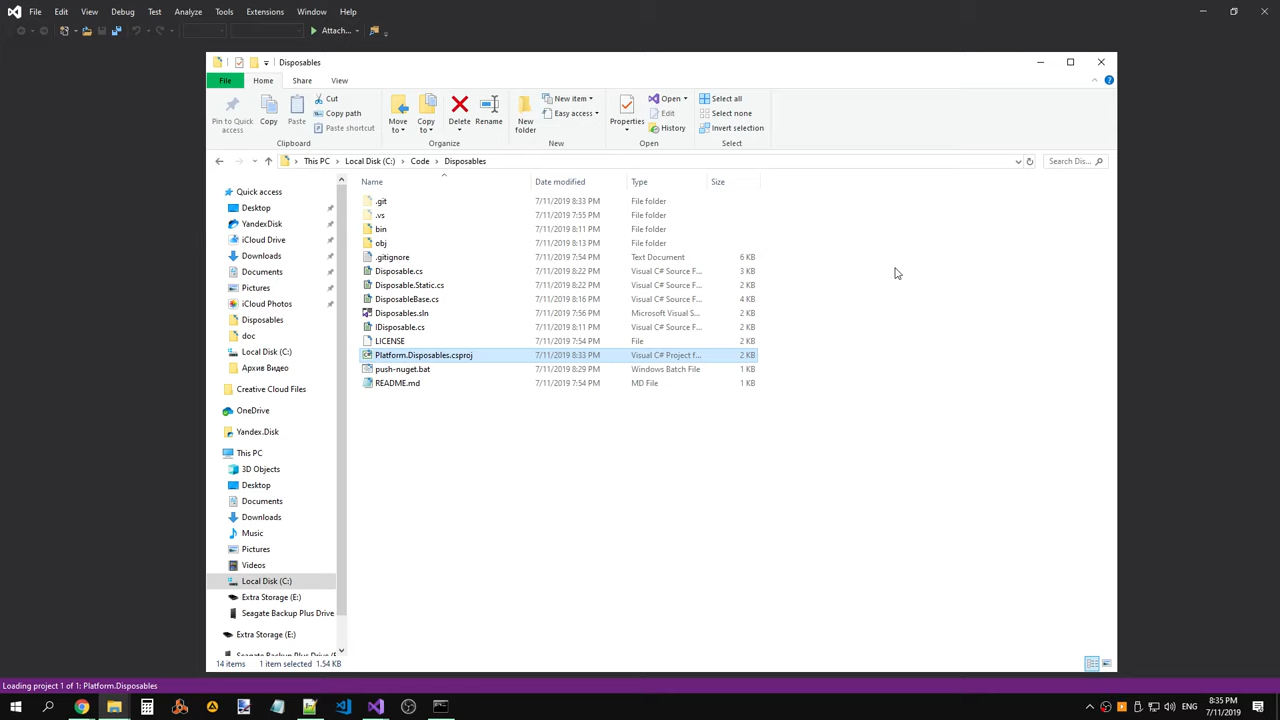 File Edit View Debug Test Analyze Tools Extensions Window Help
Attach...
Disposables
File Home Share View
Pin to Quick access
Copy
Paste
Cut
Copy path
Paste shortcut
Clipboard
Move to
Copy to
Delete
Rename
Organize
New folder
New item
Easy access
New
Properties
Open
Edit
History
Open
Select all
Select none
Invert selection
Select
This PC Local Disk (C:) Code Disposables
Search Dis...
Name Date modified Type Size
.git 7/11/2019 8:33 PM File folder
.vs 7/11/2019 7:55 PM File folder
bin 7/11/2019 8:11 PM File folder
obj 7/11/2019 8:13 PM File folder
.gitignore 7/11/2019 7:54 PM Text Document 6 KB
Disposable.cs 7/11/2019 8:22 PM Visual C# Source F... 3 KB
Disposable.Static.cs 7/11/2019 8:22 PM Visual C# Source F... 2 KB
DisposableBase.cs 7/11/2019 8:16 PM Visual C# Source F... 4 KB
Disposables.sln 7/11/2019 7:56 PM Microsoft Visual S... 2 KB
IDisposable.cs 7/11/2019 8:11 PM Visual C# Source F... 1 KB
LICENSE 7/11/2019 7:54 PM File 2 KB
Platform.Disposables.csproj 7/11/2019 8:33 PM Visual C# Project f... 2 KB
push-nuget.bat 7/11/2019 8:29 PM Windows Batch File 1 KB
README.md 7/11/2019 7:54 PM MD File 1 KB
Quick access
Desktop
YandexDisk
iCloud Drive
Downloads
Documents
Pictures
iCloud Photos
Disposables
doc
Local Disk (C:)
Архив Видео
Creative Cloud Files
OneDrive
Yandex.Disk
This PC
3D Objects
Desktop
Documents
Downloads
Music
Pictures
Videos
Local Disk (C:)
Extra Storage (E:)
Seagate Backup Plus Drive
Extra Storage (E:)
14 items 1 item selected 1.54 KB
Loading project 1 of 1: Platform.Disposables
ENG
8:35 PM
7/11/2019